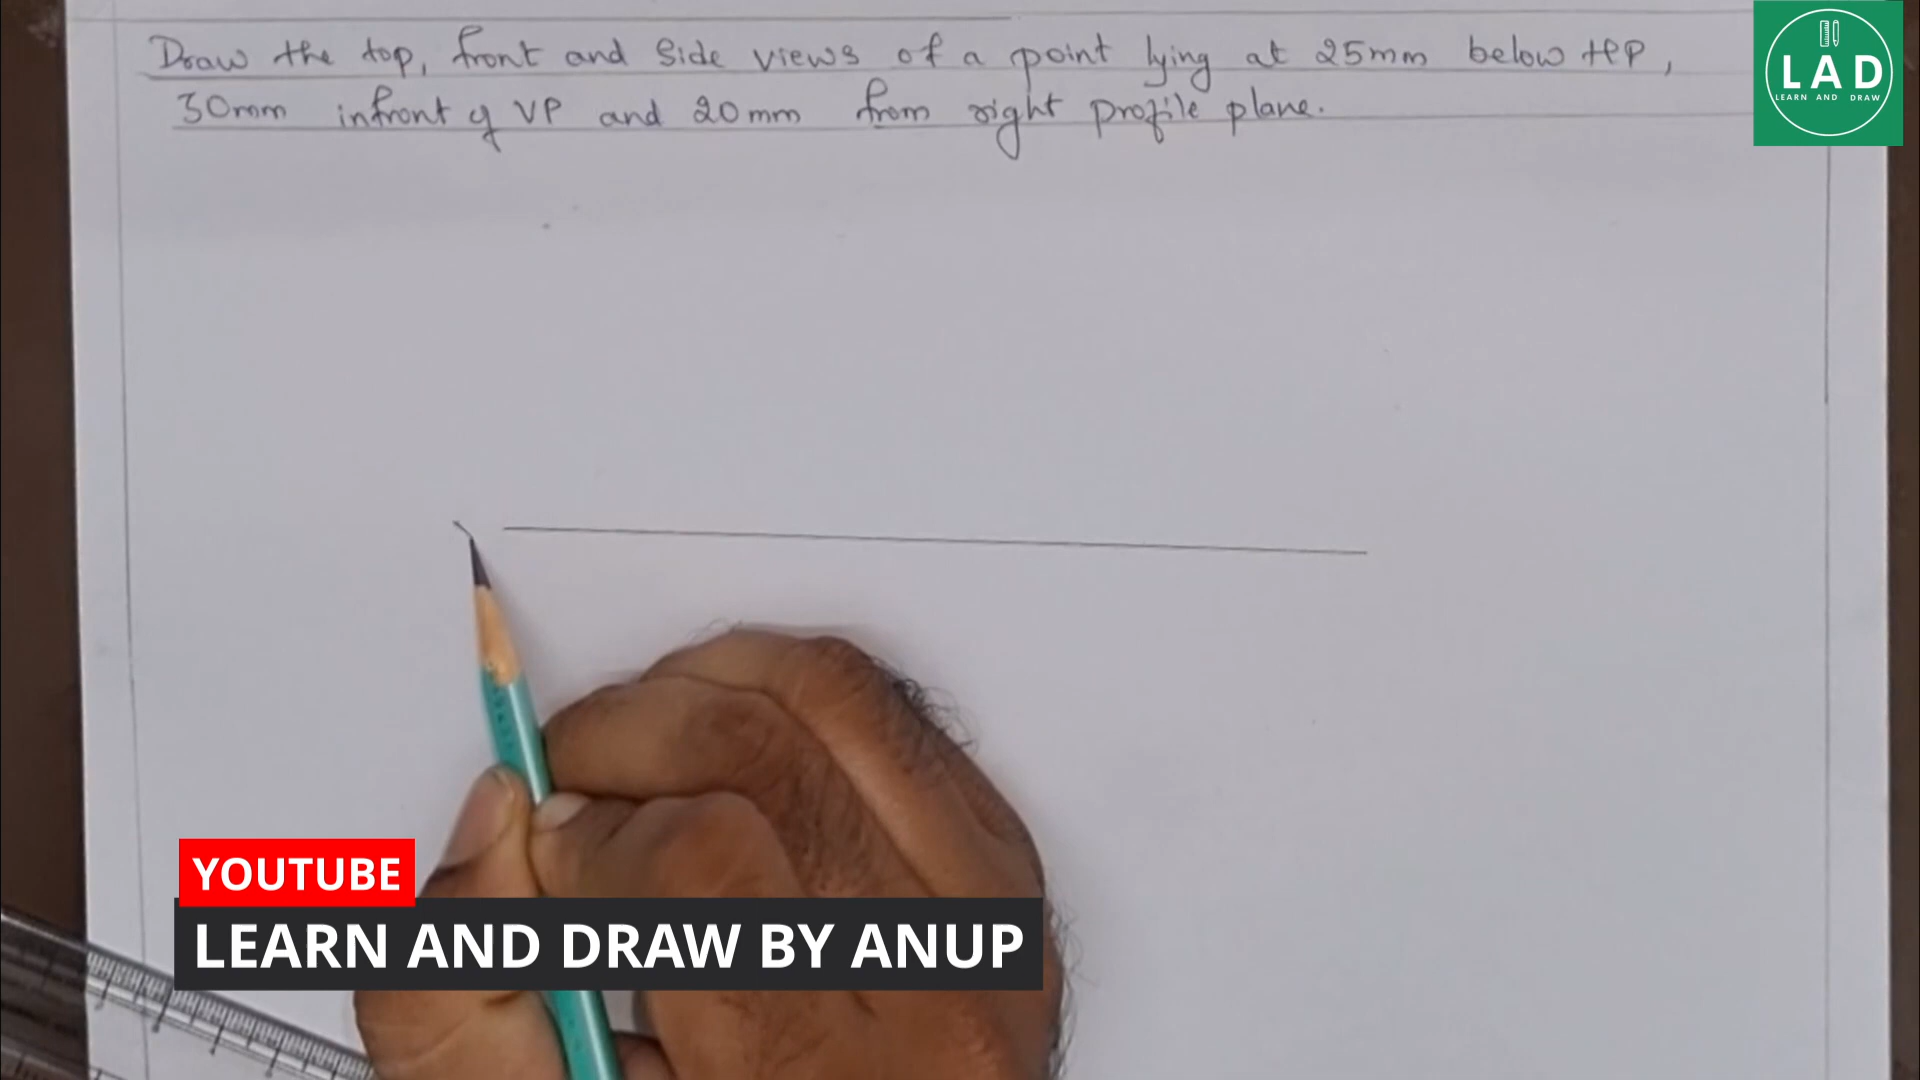 Draw the top, front and Side views of a point lying at 25mm below HP,
30mm infront of VP and 20mm from right profile plane.
LAD
LEARN AND DRAW
YOUTUBE
LEARN AND DRAW BY ANUP